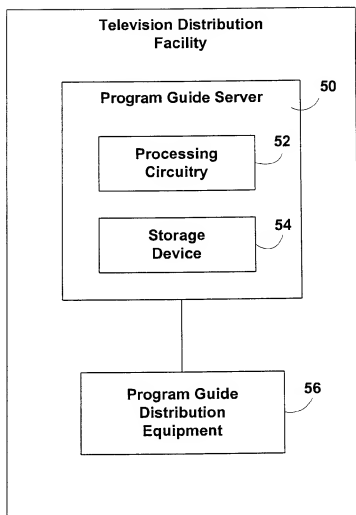 Television Distribution
Facility
Program Guide Server
50
Processing
Circuitry
52
Storage
Device
54
Program Guide
Distribution
Equipment
56